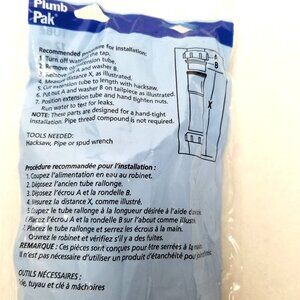 Plumb
Pak
Recommended procedure for installation:
1 Turn off water at the tap.
2 Remove old extension tube.
3 Remove nut A and washer B.
4 Measure distance X, as illustrated.
5 Cut extension tube to length with hacksaw.
6 Put nut A and washer B on tailpiece as illustrated.
7 Position extension tube and hand tighten nuts.
Run water to test for leaks.
NOTE: These parts are designed for a hand-tight
installation. Pipe thread compound is not required.
TOOLS NEEDED:
Hacksaw, Pipe or spud wrench
B
X
Procédure recommandée pour l'installation :
1. Coupez l'alimentation en eau au robinet.
2. Déposez l'ancien tube rallonge.
3. Déposez l'écrou A et la rondelle B.
4. Mesurez la distance X, comme illustré.
5. Coupez le tube rallonge à la longueur désirée à l'aide
6. Posez l'écrou A et la rondelle B sur l'about comme
7. Placez le tube rallonge et serrez les écrous à la main.
Ouvrez le robinet et vérifiez s'il y a des fuites.
REMARQUE : Ces pièces sont conçues pour être serrées à la main.
Il n'est pas nécessaire d'utiliser un produit d'étanchéité pour
OUTILS NÉCESSAIRES :
Scie, tuyau et clé à mâchoires